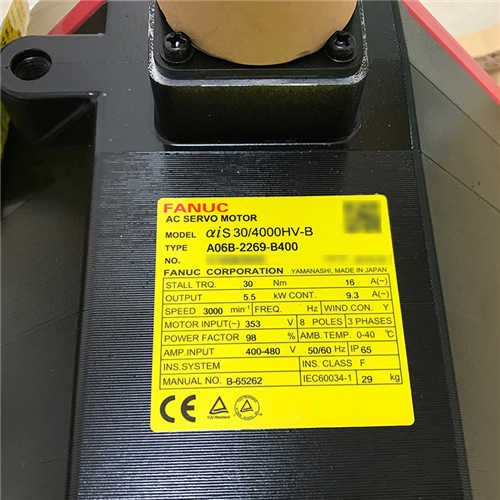 FANUC
AC SERVO MOTOR
MODEL αiS 30/4000HV-B
TYPE A06B-2269-B400
NO.
FANUC CORPORATION YAMANASHI, MADE IN JAPAN
STALL TRQ. 30 Nm 16 A(~)
OUTPUT 5.5 kW CONT. 9.3 A(~)
SPEED 3000 min⁻¹ FREQ. Hz WIND.CON. Y
MOTOR INPUT(~) 353 V 8 POLES 3 PHASES
POWER FACTOR 98 % AMB.TEMP. 0-40 ℃
AMP.INPUT 400-480 V 50/60 Hz IP 65
INS.SYSTEM INS. CLASS F
MANUAL NO. B-65262 IEC60034-1 29 kg
CE